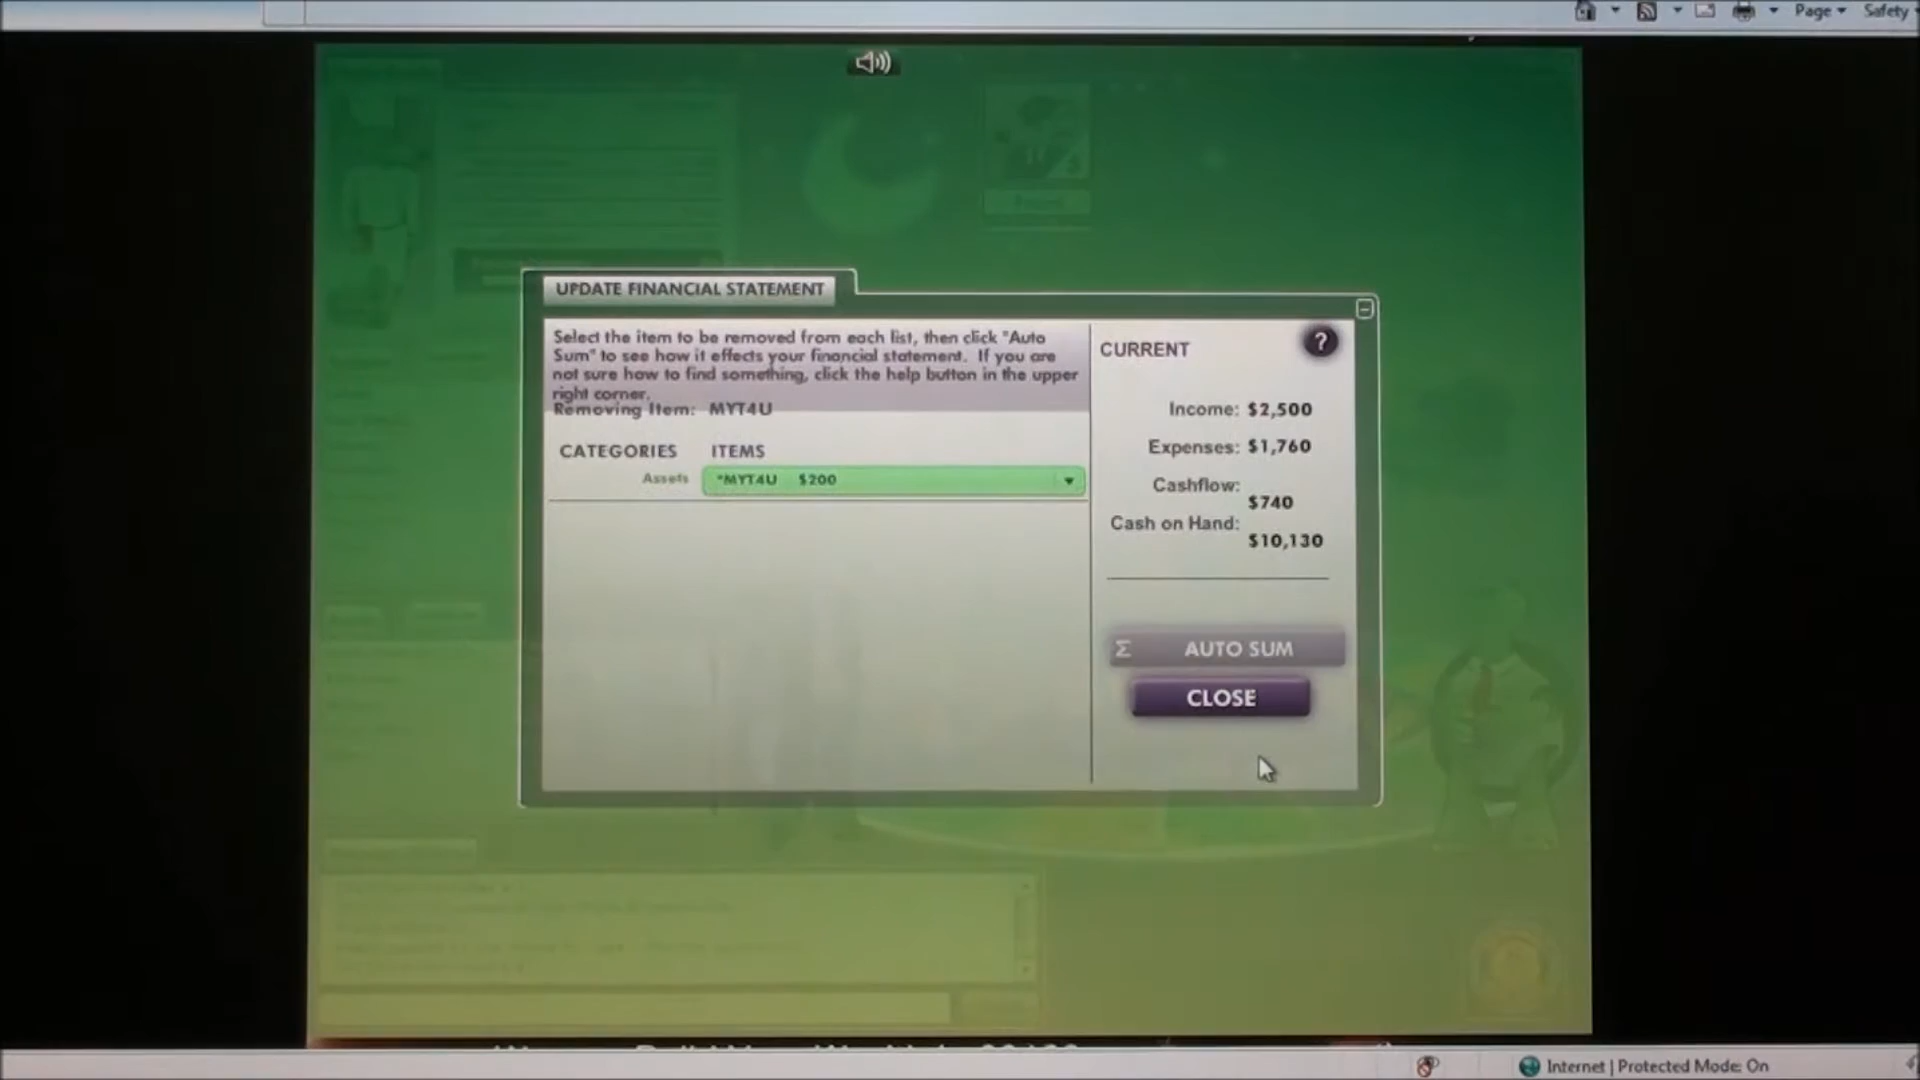 Page
Safety
UPDATE FINANCIAL STATEMENT
Select the item to be removed from each list, then click "Auto
Sum" to see how it effects your financial statement. If you are
not sure how to find something, click the help button in the upper
right corner.
Removing Item: MYT4U
CATEGORIES ITEMS
Assets *MYT4U $200
CURRENT
?
Income: $2,500
Expenses: $1,760
Cashflow:
$740
Cash on Hand:
$10,130
Σ AUTO SUM
CLOSE
Internet | Protected Mode: On